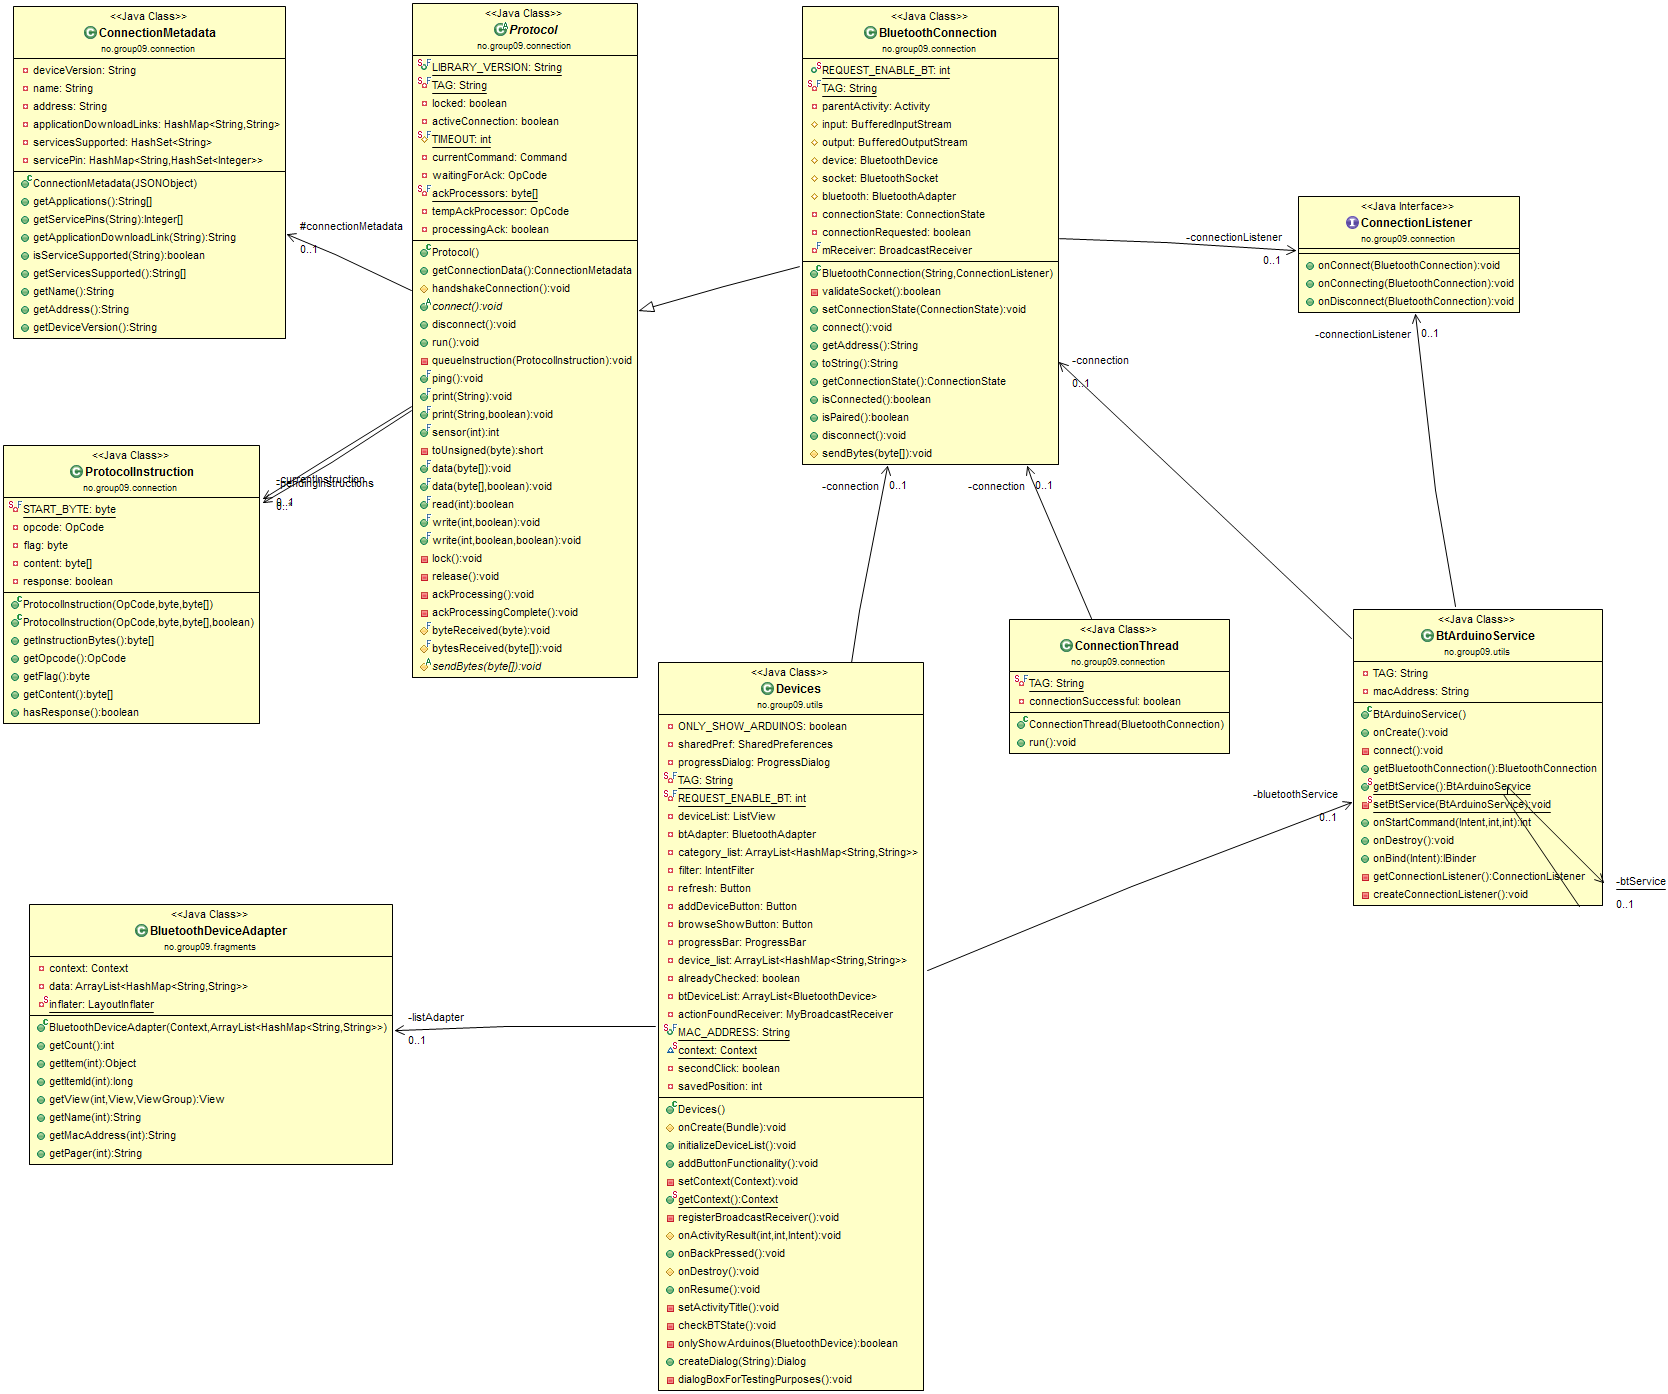 <<Java Class>>
ConnectionMetadata
no.group09.connection
deviceVersion: String
name: String
address: String
applicationDownloadLinks: HashMap<String,String>
servicesSupported: HashSet<String>
servicePin: HashMap<String,HashSet<Integer>>
ConnectionMetadata(JSONObject)
getApplications():String[]
getServicePins(String):Integer[]
getApplicationDownloadLink(String):String
isServiceSupported(String):boolean
getServicesSupported():String[]
getName():String
getAddress():String
getDeviceVersion():String
#connectionMetadata
0..1
<<Java Class>>
Protocol
no.group09.connection
LIBRARY_VERSION: String
TAG: String
locked: boolean
activeConnection: boolean
TIMEOUT: int
currentCommand: Command
waitingForAck: OpCode
ackProcessors: byte[]
tempAckProcessor: OpCode
processingAck: boolean
Protocol()
getConnectionData():ConnectionMetadata
handshakeConnection():void
connect():void
disconnect():void
run():void
queueInstruction(ProtocolInstruction):void
ping():void
print(String):void
print(String,boolean):void
sensor(int):int
toUnsigned(byte):short
data(byte[]):void
data(byte[],boolean):void
read(int):boolean
write(int,boolean):void
write(int,boolean,boolean):void
lock():void
release():void
ackProcessing():void
ackProcessingComplete():void
byteReceived(byte):void
bytesReceived(byte[]):void
sendBytes(byte[]):void
<<Java Class>>
BluetoothConnection
no.group09.connection
REQUEST_ENABLE_BT: int
TAG: String
parentActivity: Activity
input: BufferedInputStream
output: BufferedOutputStream
device: BluetoothDevice
socket: BluetoothSocket
bluetooth: BluetoothAdapter
connectionState: ConnectionState
connectionRequested: boolean
mReceiver: BroadcastReceiver
BluetoothConnection(String,ConnectionListener)
validateSocket():boolean
setConnectionState(ConnectionState):void
connect():void
getAddress():String
toString():String
getConnectionState():ConnectionState
isConnected():boolean
isPaired():boolean
disconnect():void
sendBytes(byte[]):void
-connectionListener
0..1
<<Java Interface>>
ConnectionListener
no.group09.connection
onConnect(BluetoothConnection):void
onConnecting(BluetoothConnection):void
onDisconnect(BluetoothConnection):void
-connectionListener
0..1
-connection
0..1
<<Java Class>>
ProtocolInstruction
no.group09.connection
START_BYTE: byte
opcode: OpCode
flag: byte
content: byte[]
response: boolean
ProtocolInstruction(OpCode,byte,byte[])
ProtocolInstruction(OpCode,byte,byte[],boolean)
getInstructionBytes():byte[]
getOpcode():OpCode
getFlag():byte
getContent():byte[]
hasResponse():boolean
-currentInstruction
-pendingInstructions
0..1
0..1
-connection
0..1
-connection
0..1
<<Java Class>>
ConnectionThread
no.group09.connection
TAG: String
connectionSuccessful: boolean
ConnectionThread(BluetoothConnection)
run():void
<<Java Class>>
BtArduinoService
no.group09.utils
TAG: String
macAddress: String
BtArduinoService()
onCreate():void
connect():void
getBluetoothConnection():BluetoothConnection
getBtService():BtArduinoService
setBtService(BtArduinoService):void
onStartCommand(Intent,int,int):int
onDestroy():void
onBind(Intent):IBinder
getConnectionListener():ConnectionListener
createConnectionListener():void
-btService
0..1
-bluetoothService
0..1
<<Java Class>>
Devices
no.group09.utils
ONLY_SHOW_ARDUINOS: boolean
sharedPref: SharedPreferences
progressDialog: ProgressDialog
TAG: String
REQUEST_ENABLE_BT: int
deviceList: ListView
btAdapter: BluetoothAdapter
category_list: ArrayList<HashMap<String,String>>
filter: IntentFilter
refresh: Button
addDeviceButton: Button
browseShowButton: Button
progressBar: ProgressBar
device_list: ArrayList<HashMap<String,String>>
alreadyChecked: boolean
btDeviceList: ArrayList<BluetoothDevice>
actionFoundReceiver: MyBroadcastReceiver
MAC_ADDRESS: String
context: Context
secondClick: boolean
savedPosition: int
Devices()
onCreate(Bundle):void
initializeDeviceList():void
addButtonFunctionality():void
setContext(Context):void
getContext():Context
registerBroadcastReceiver():void
onActivityResult(int,int,Intent):void
onBackPressed():void
onDestroy():void
onResume():void
setActivityTitle():void
checkBTState():void
onlyShowArduinos(BluetoothDevice):boolean
createDialog(String):Dialog
dialogBoxForTestingPurposes():void
<<Java Class>>
BluetoothDeviceAdapter
no.group09.fragments
context: Context
data: ArrayList<HashMap<String,String>>
inflater: LayoutInflater
BluetoothDeviceAdapter(Context,ArrayList<HashMap<String,String>>)
getCount():int
getItem(int):Object
getItemId(int):long
getView(int,View,ViewGroup):View
getName(int):String
getMacAddress(int):String
getPager(int):String
-listAdapter
0..1